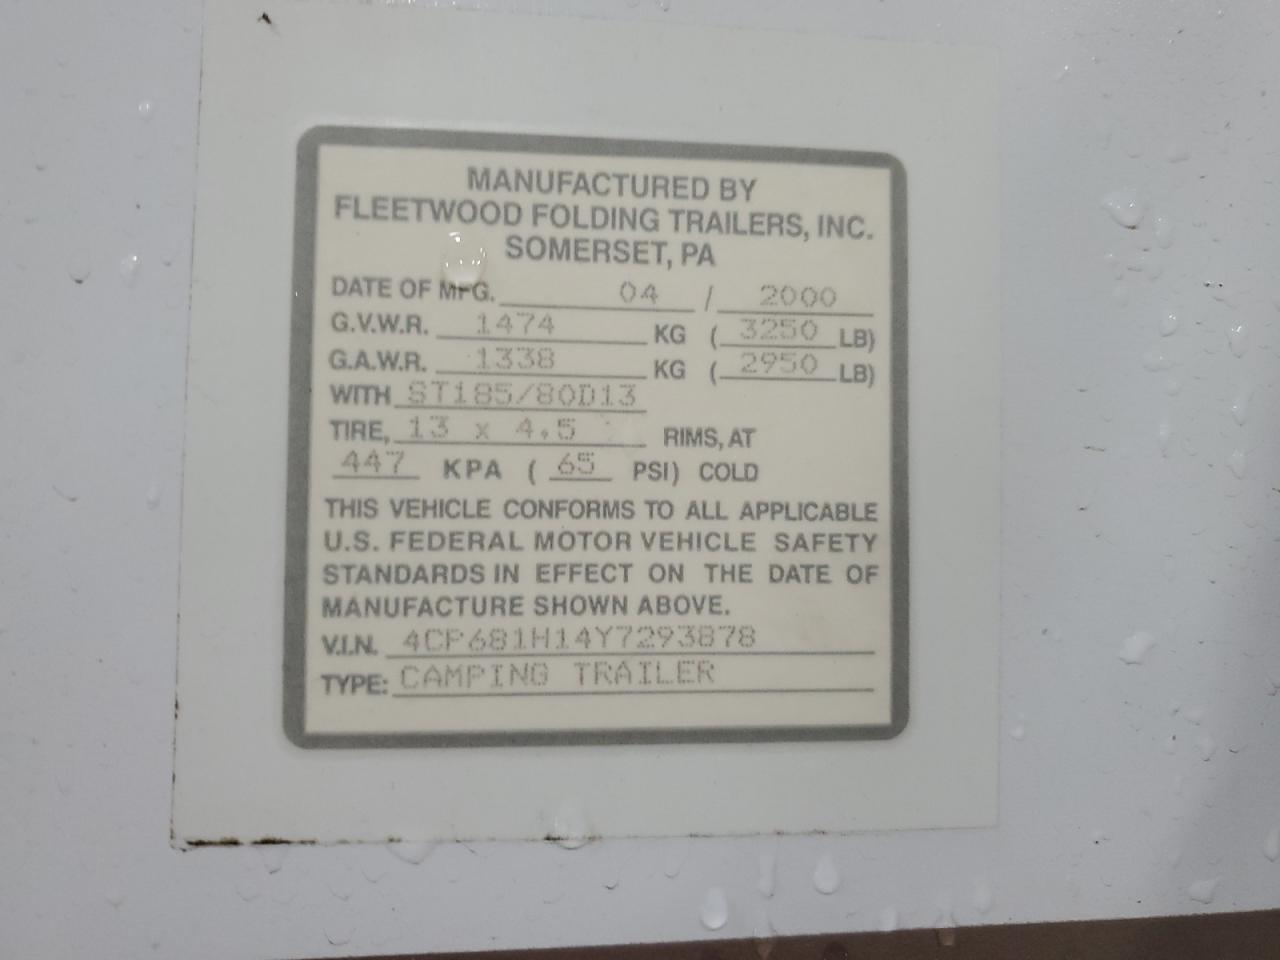 MANUFACTURED BY
FLEETWOOD FOLDING TRAILERS, INC.
SOMERSET, PA
DATE OF MFG. 04 / 2000
G.V.W.R. 1474 KG (3250 LB)
G.A.W.R. 1338 KG (2950 LB)
WITH ST185/80D13
TIRE, 13 x 4.5 RIMS, AT
447 KPA (65 PSI) COLD
THIS VEHICLE CONFORMS TO ALL APPLICABLE
U.S. FEDERAL MOTOR VEHICLE SAFETY
STANDARDS IN EFFECT ON THE DATE OF
MANUFACTURE SHOWN ABOVE.
V.I.N. 4CP681H14Y7293878
TYPE: CAMPING TRAILER